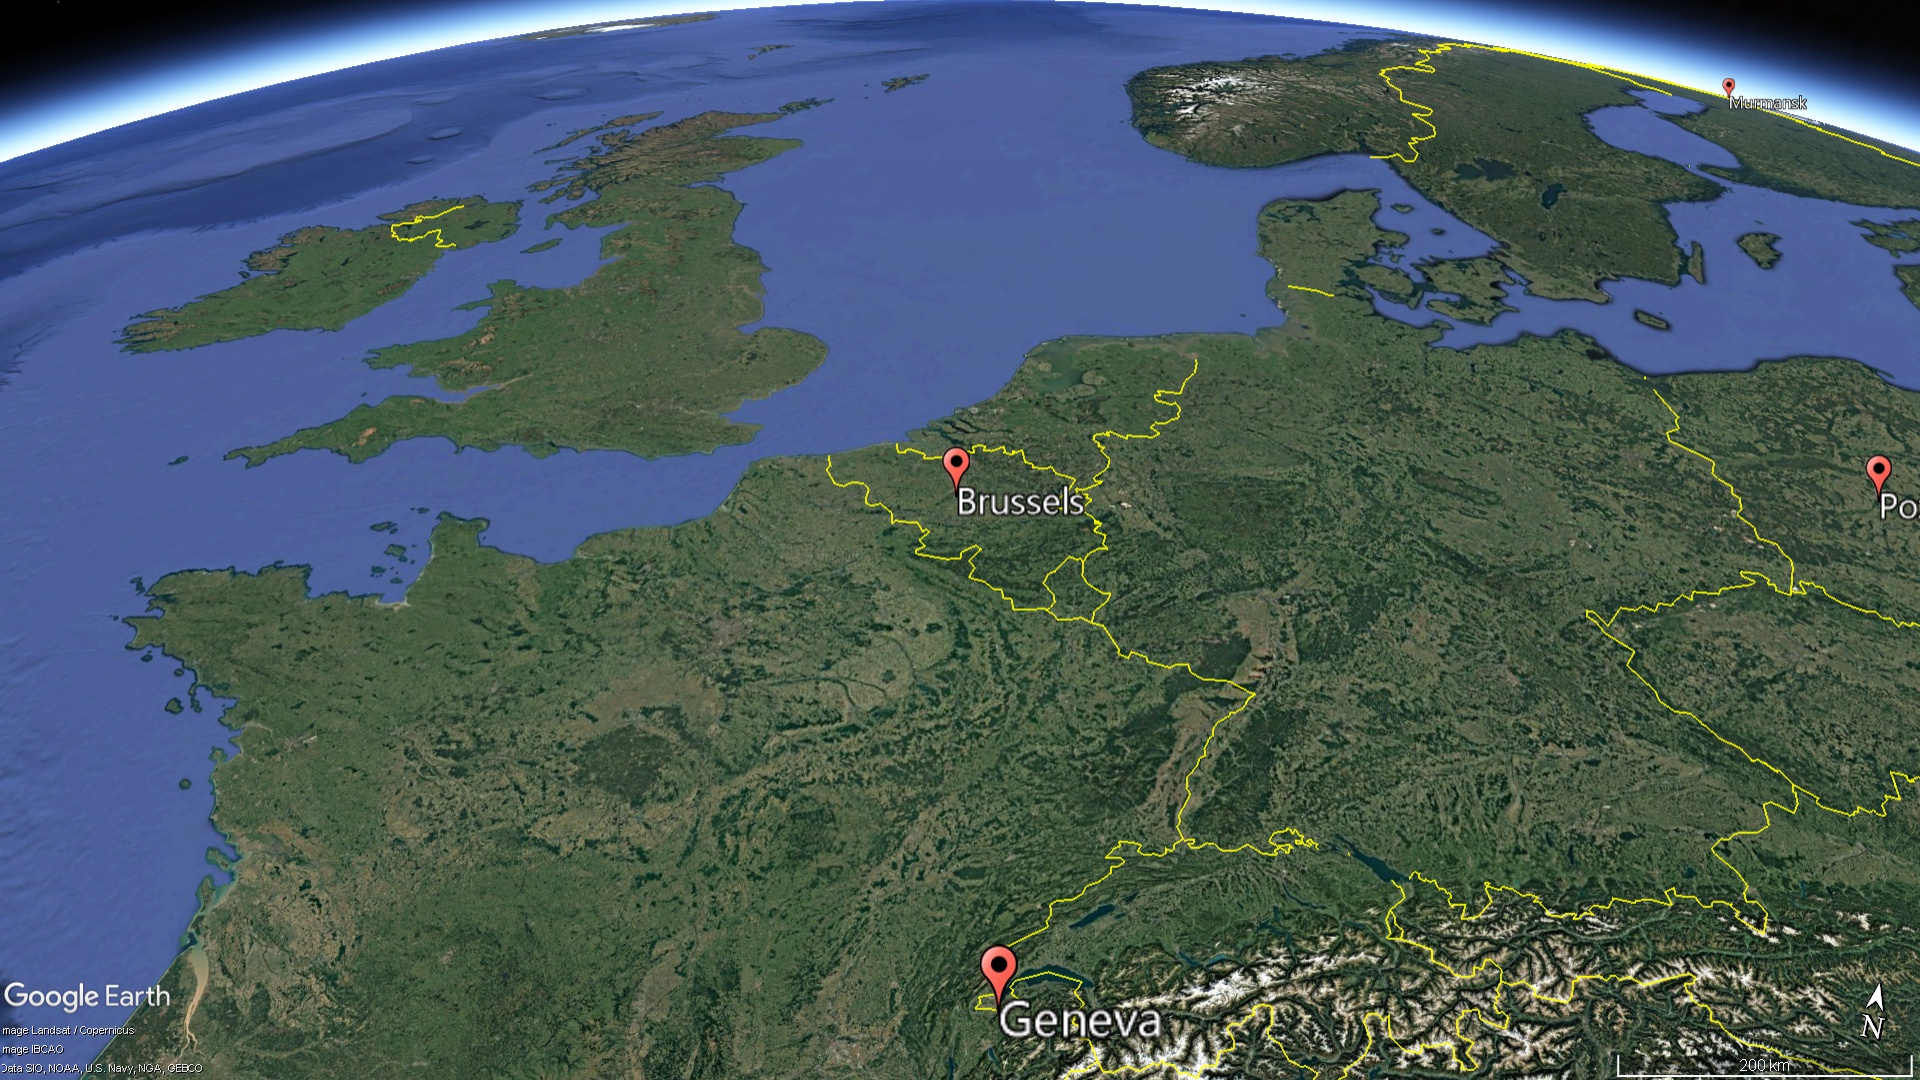 Murmansk
Brussels
Po
Geneva
Google Earth
mage Landsat / Copernicus
mage IBCAO
Data SIO, NOAA, U.S. Navy, NGA, GEBCO
N
200 km